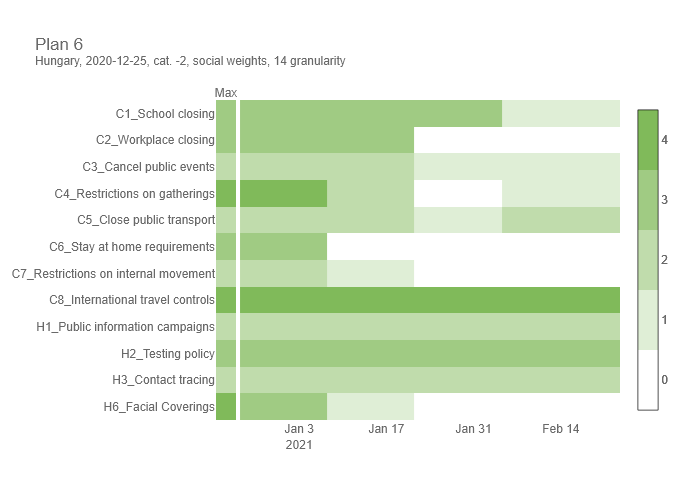 Plan 6
Hungary, 2020-12-25, cat. -2, social weights, 14 granularity
Max
C1_School closing
C2_Workplace closing
C3_Cancel public events
C4_Restrictions on gatherings
C5_Close public transport
C6_Stay at home requirements
C7_Restrictions on internal movement
C8_International travel controls
H1_Public information campaigns
H2_Testing policy
H3_Contact tracing
H6_Facial Coverings
Jan 3 Jan 17 Jan 31 Feb 14
2021
4
3
2
1
0